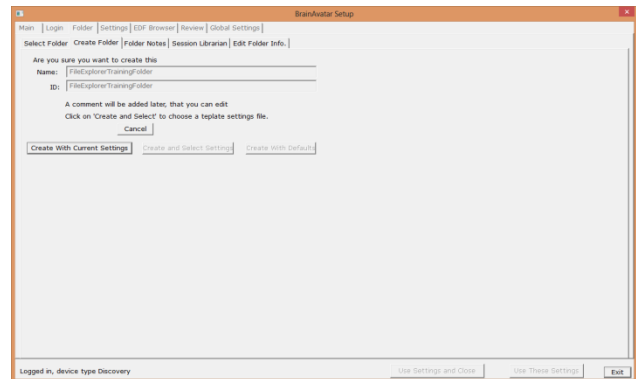 BrainAvatar Setup
Main Login Folder Settings EDF Browser Review Global Settings
Select Folder Create Folder Folder Notes Session Librarian Edit Folder Info.
Are you sure you want to create this
Name: FileExplorerTrainingFolder
ID: FileExplorerTrainingFolder
A comment will be added later, that you can edit
Click on 'Create and Select' to choose a teplate settings file.
Cancel
Create With Current Settings Create and Select Settings Create With Defaults
Logged in, device type Discovery Use Settings and Close Use These Settings Exit